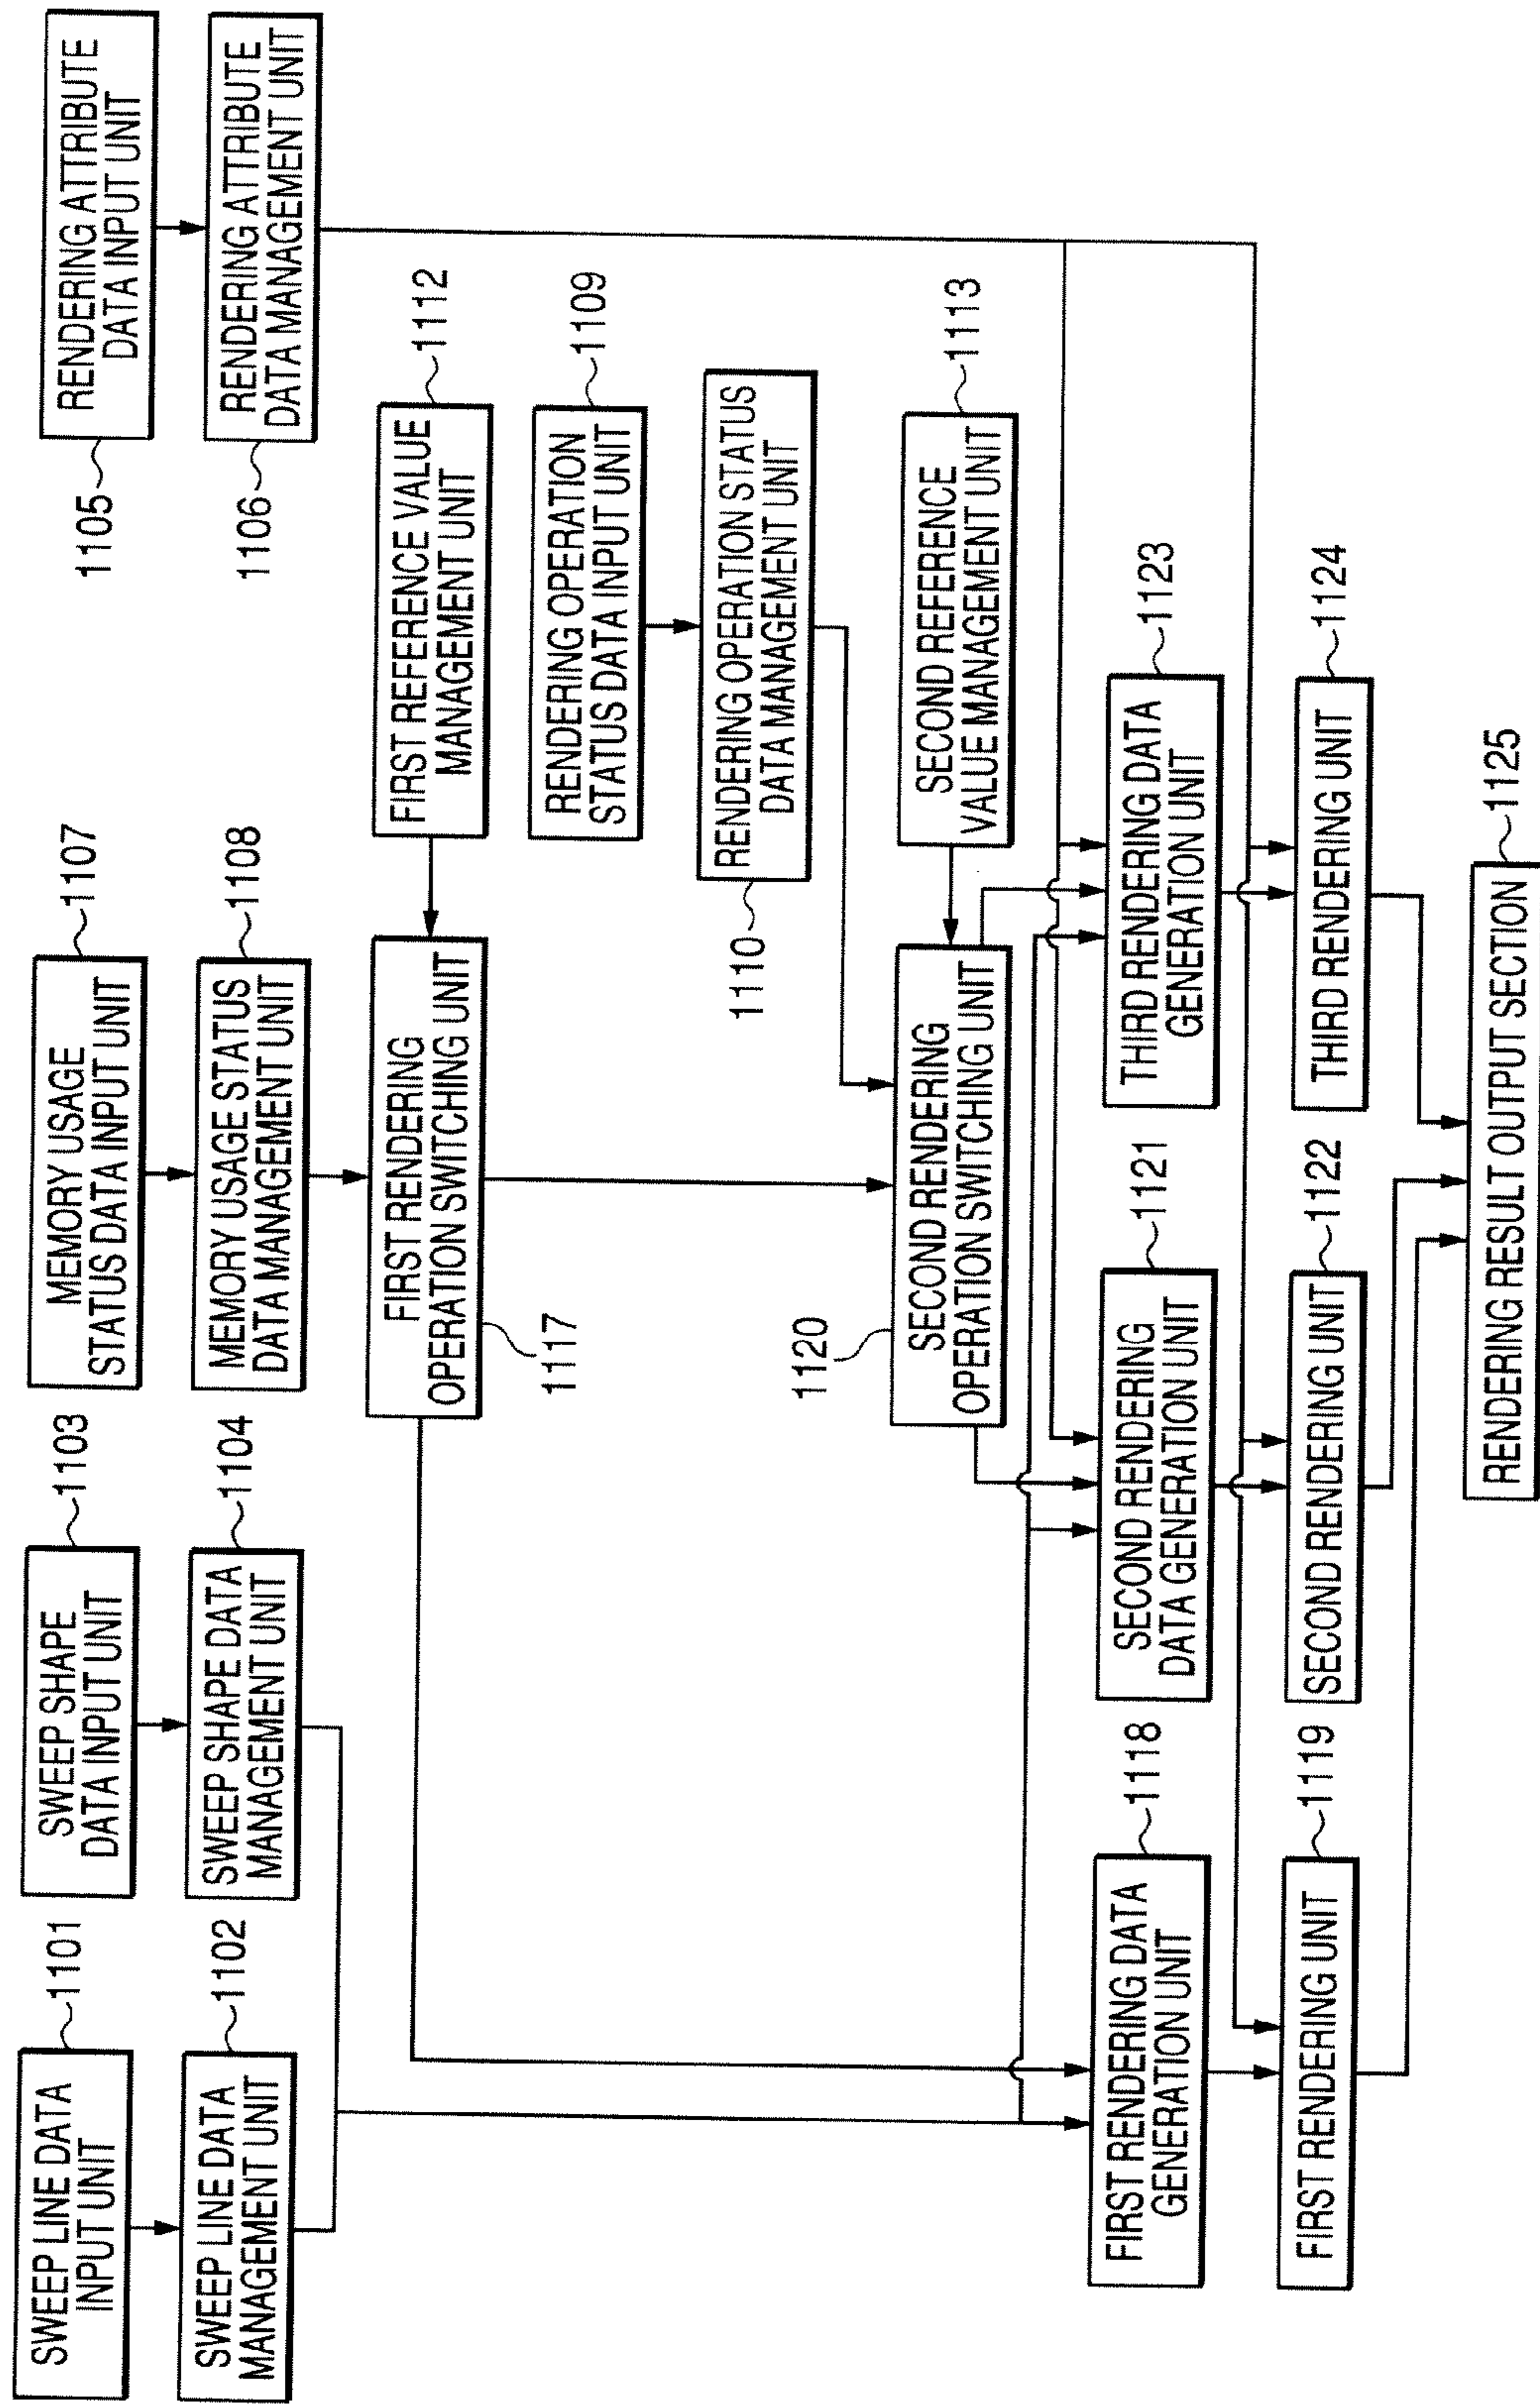 1101
SWEEP LINE DATA
INPUT UNIT
1102
SWEEP LINE DATA
MANAGEMENT UNIT
1103
SWEEP SHAPE
DATA INPUT UNIT
1104
SWEEP SHAPE DATA
MANAGEMENT UNIT
1107
MEMORY USAGE
STATUS DATA INPUT UNIT
1108
MEMORY USAGE STATUS
DATA MANAGEMENT UNIT
1105
RENDERING ATTRIBUTE
DATA INPUT UNIT
1106
RENDERING ATTRIBUTE
DATA MANAGEMENT UNIT
FIRST RENDERING
OPERATION SWITCHING UNIT
1117
1112
FIRST REFERENCE VALUE
MANAGEMENT UNIT
1109
RENDERING OPERATION
STATUS DATA INPUT UNIT
1110
RENDERING OPERATION STATUS
DATA MANAGEMENT UNIT
1120
SECOND RENDERING
OPERATION SWITCHING UNIT
1113
SECOND REFERENCE
VALUE MANAGEMENT UNIT
1118
FIRST RENDERING DATA
GENERATION UNIT
1121
SECOND RENDERING
DATA GENERATION UNIT
1123
THIRD RENDERING DATA
GENERATION UNIT
1119
FIRST RENDERING UNIT
1122
SECOND RENDERING UNIT
1124
THIRD RENDERING UNIT
1125
RENDERING RESULT OUTPUT SECTION